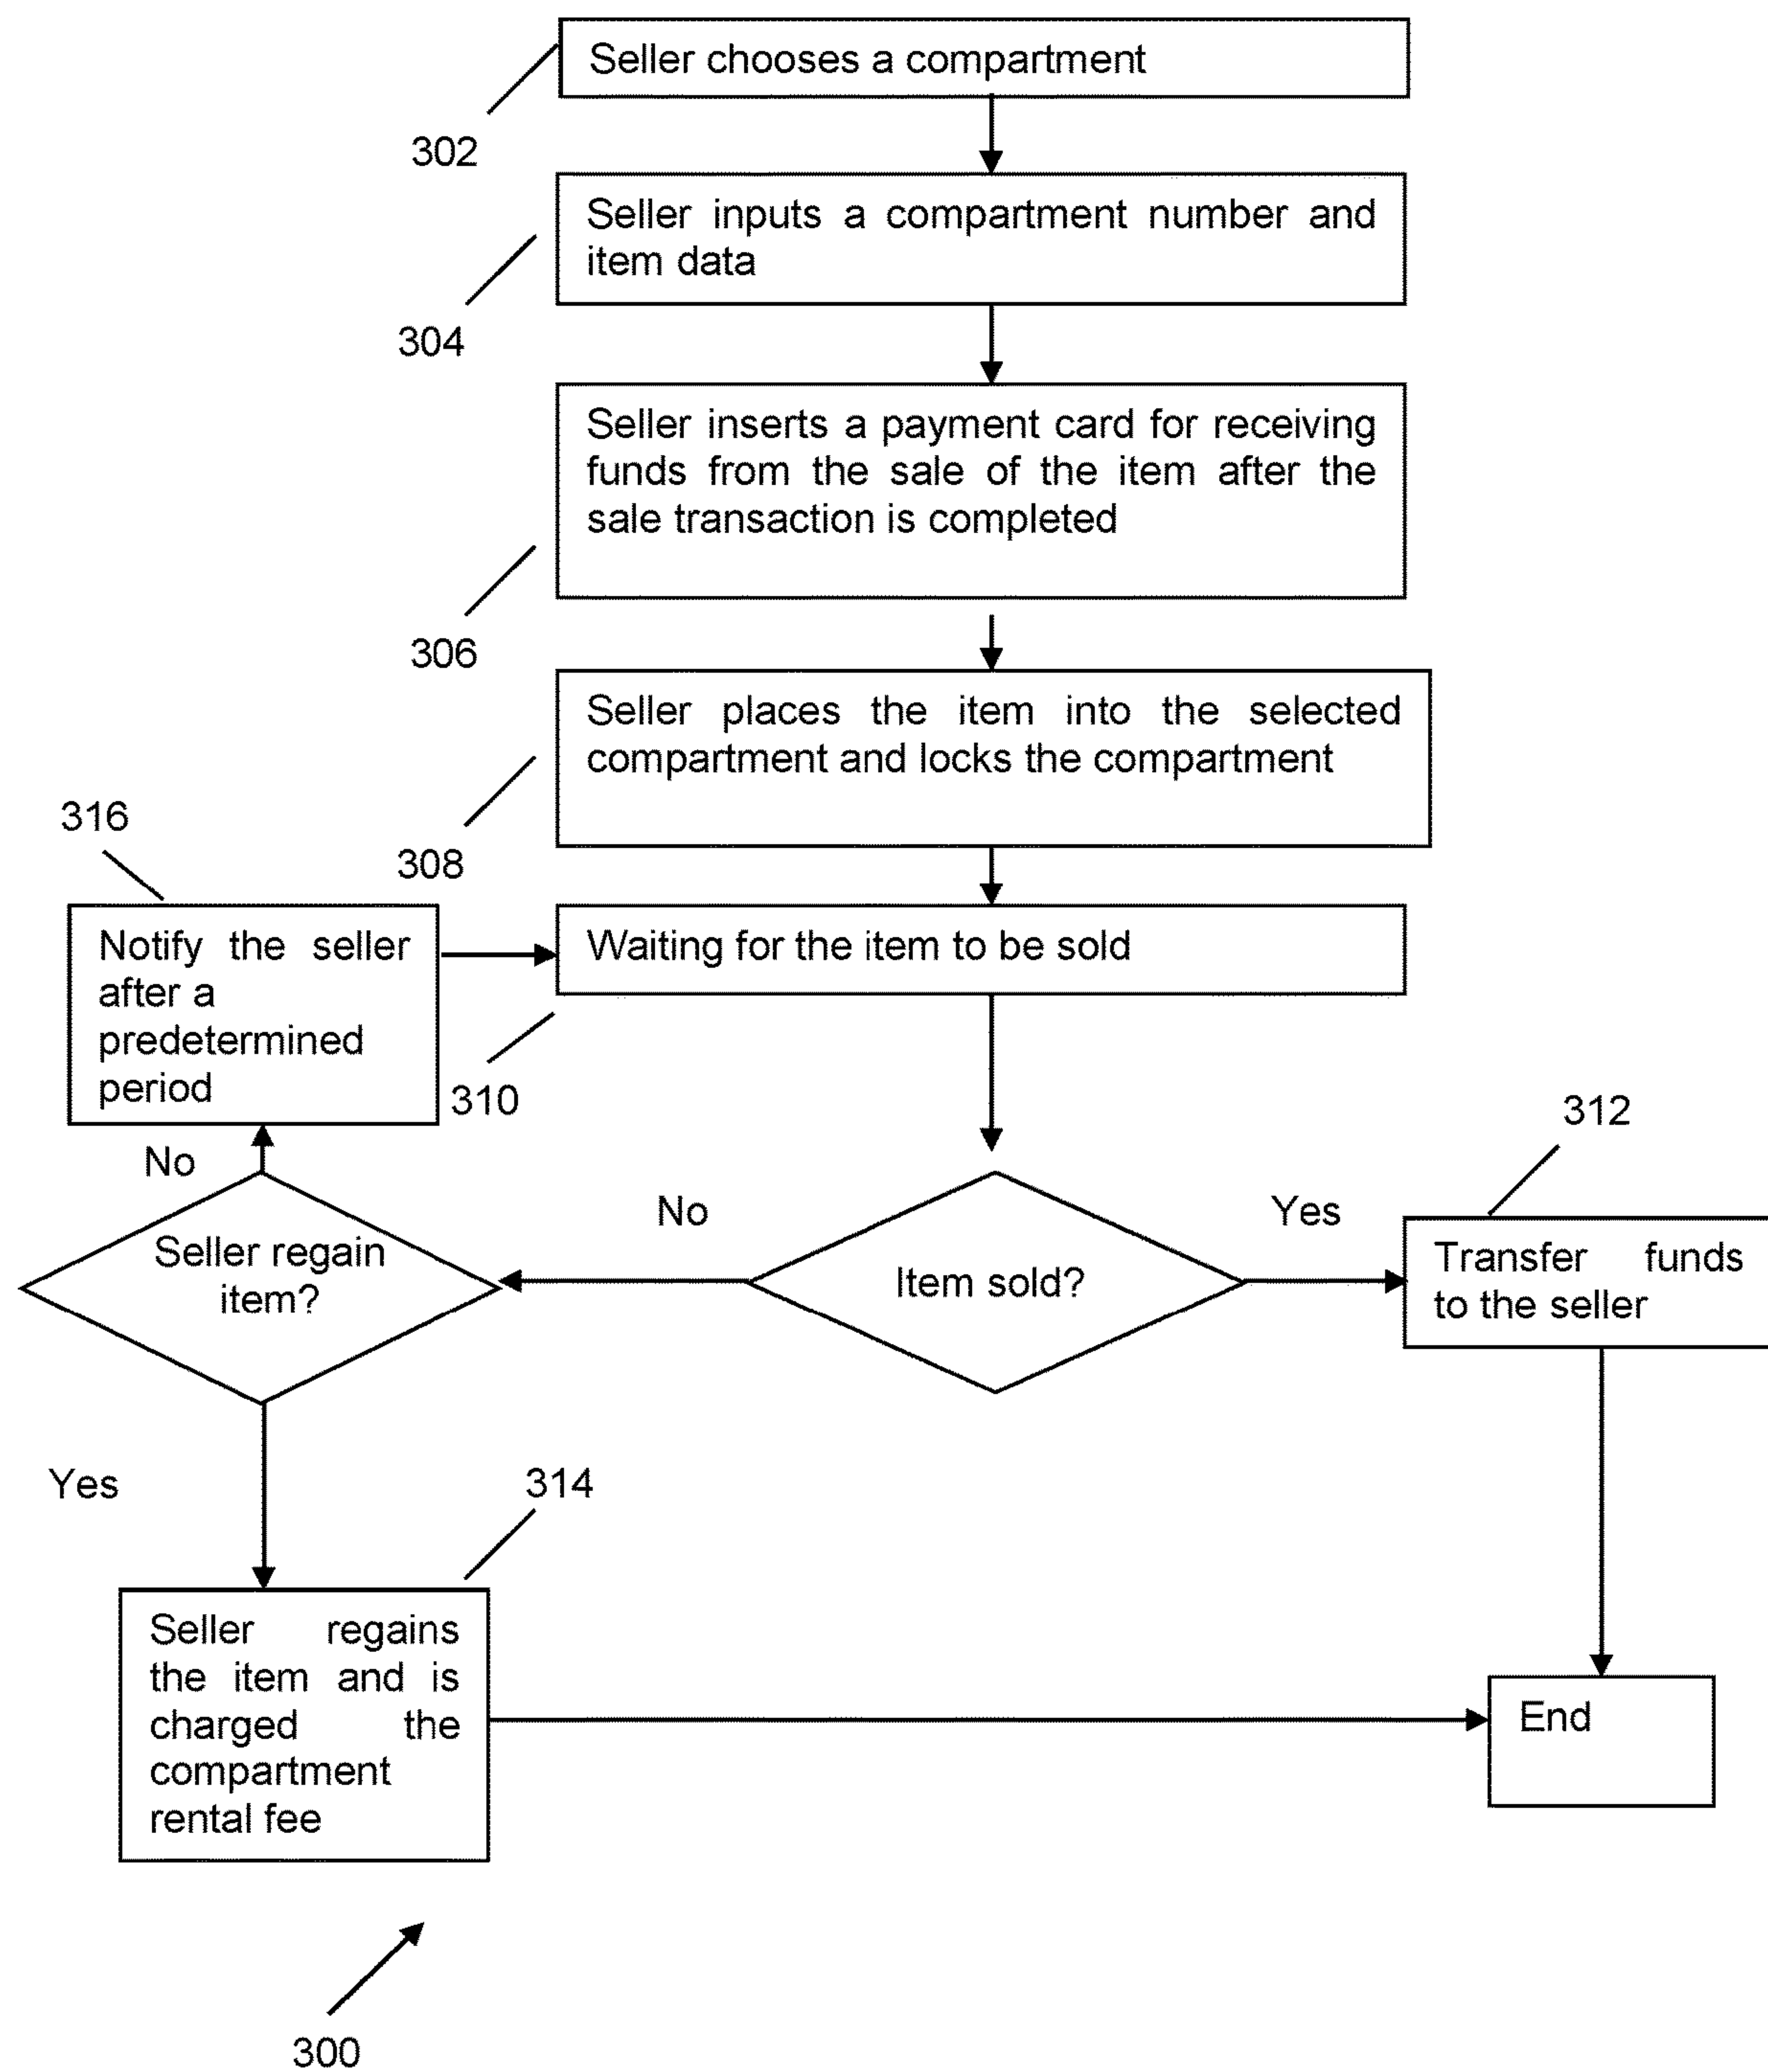 Seller chooses a compartment
302
Seller inputs a compartment number and
item data
304
Seller inserts a payment card for receiving
funds from the sale of the item after the
sale transaction is completed
306
Seller places the item into the selected
compartment and locks the compartment
308
316
Notify the seller
after a
predetermined
period
Waiting for the item to be sold
310
312
No
No
Yes
Seller regain
item?
Item sold?
Transfer funds
to the seller
Yes
314
Seller regains
the item and is
charged the
compartment
rental fee
End
300